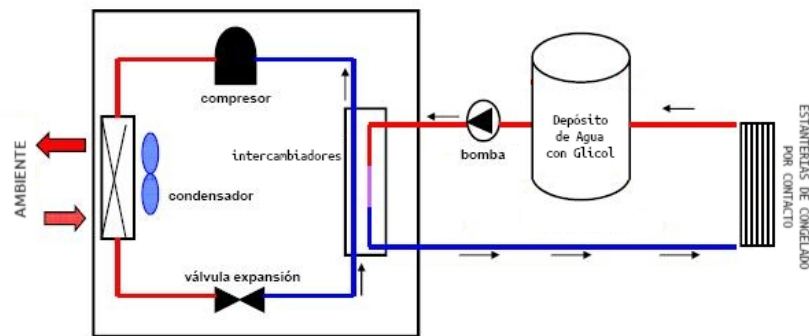 compresor
intercambiadores
condensador
válvula expansión
AMBIENTE
bomba
Depósito
de Agua
con Glicol
ESTANTERÍAS DE CONGELADO
POR CONTACTO